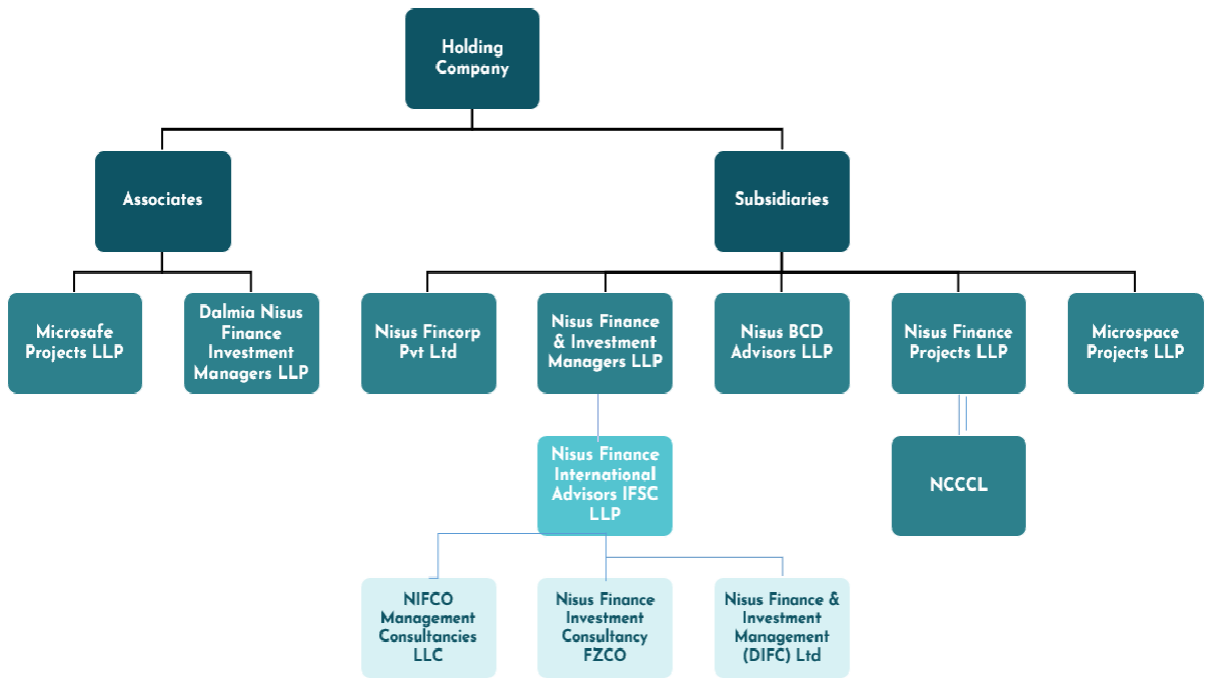 Holding
Company
Associates
Subsidiaries
Microsafe
Projects LLP
Dalmia Nisus
Finance
Investment
Managers LLP
Nisus Fincorp
Pvt Ltd
Nisus Finance
& Investment
Managers LLP
Nisus BCD
Advisors LLP
Nisus Finance
Projects LLP
Microspace
Projects LLP
Nisus Finance
International
Advisors IFSC
LLP
NCCCL
NIFCO
Management
Consultancies
LLC
Nisus Finance
Investment
Consultancy
FZCO
Nisus Finance &
Investment
Management
(DIFC) Ltd